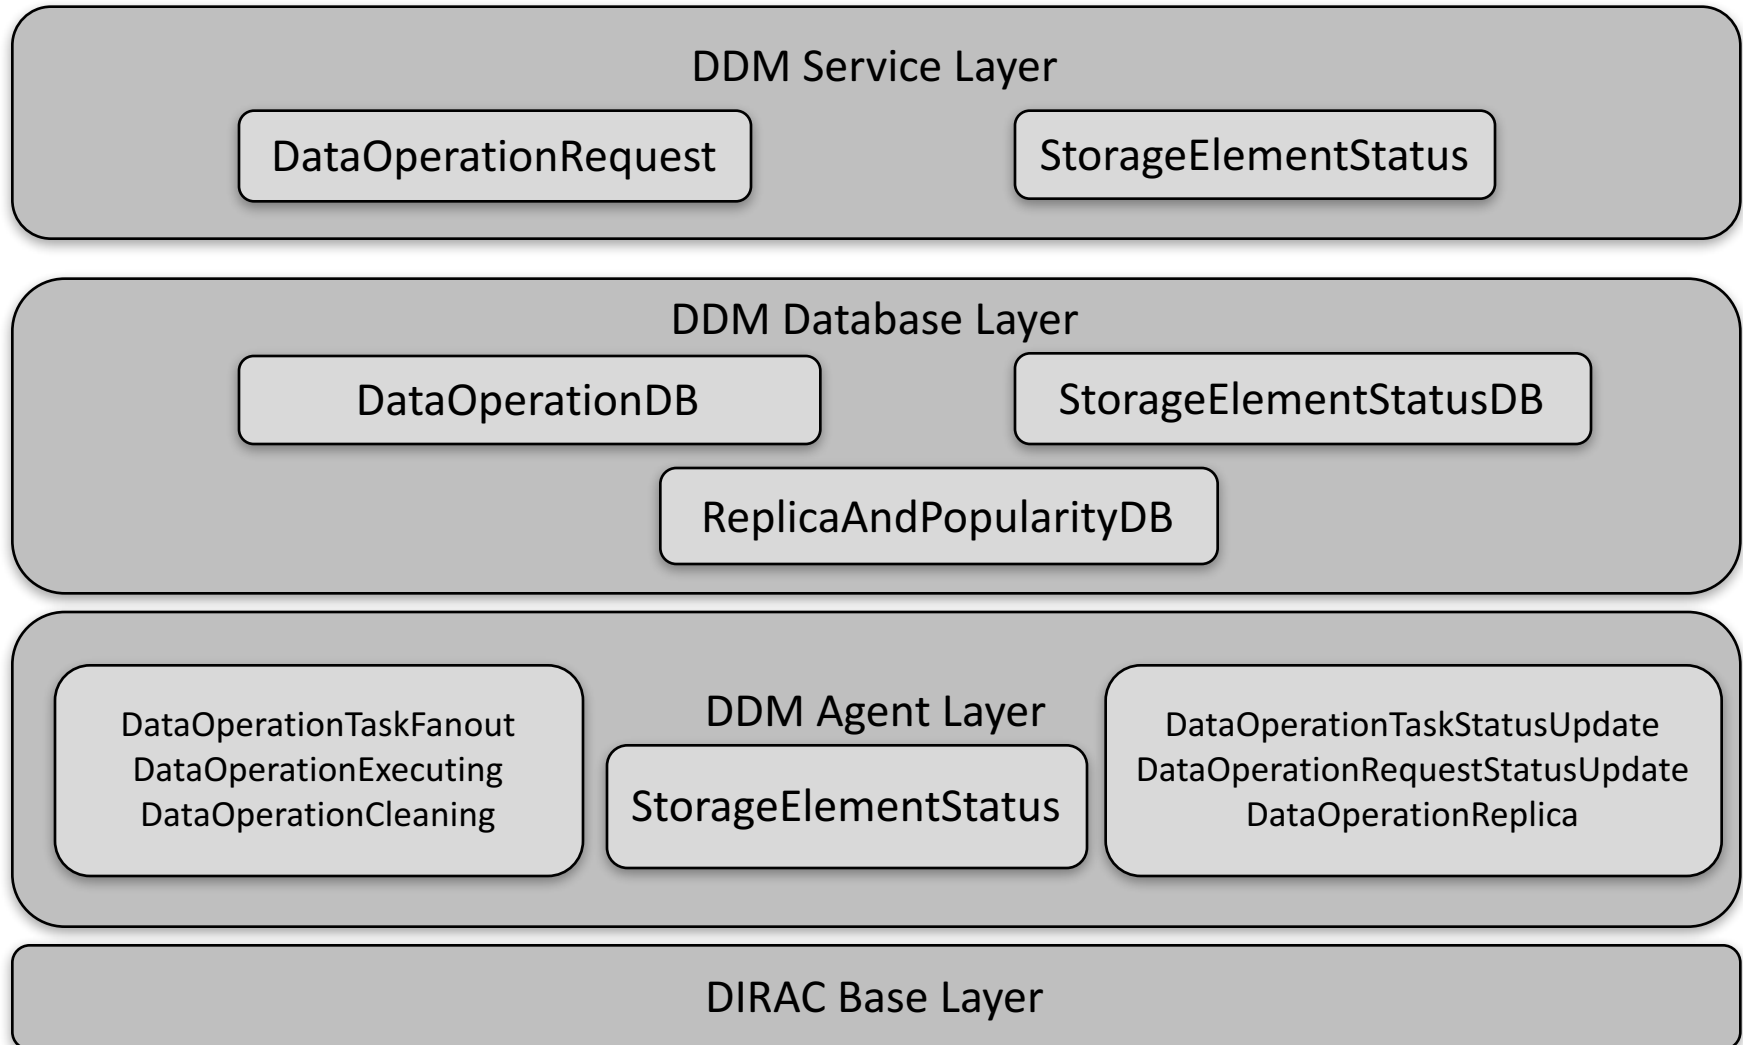 DDM Service Layer
DataOperationRequest
StorageElementStatus
DDM Database Layer
DataOperationDB
StorageElementStatusDB
ReplicaAndPopularityDB
DDM Agent Layer
DataOperationTaskFanout
DataOperationExecuting
DataOperationCleaning
StorageElementStatus
DataOperationTaskStatusUpdate
DataOperationRequestStatusUpdate
DataOperationReplica
DIRAC Base Layer